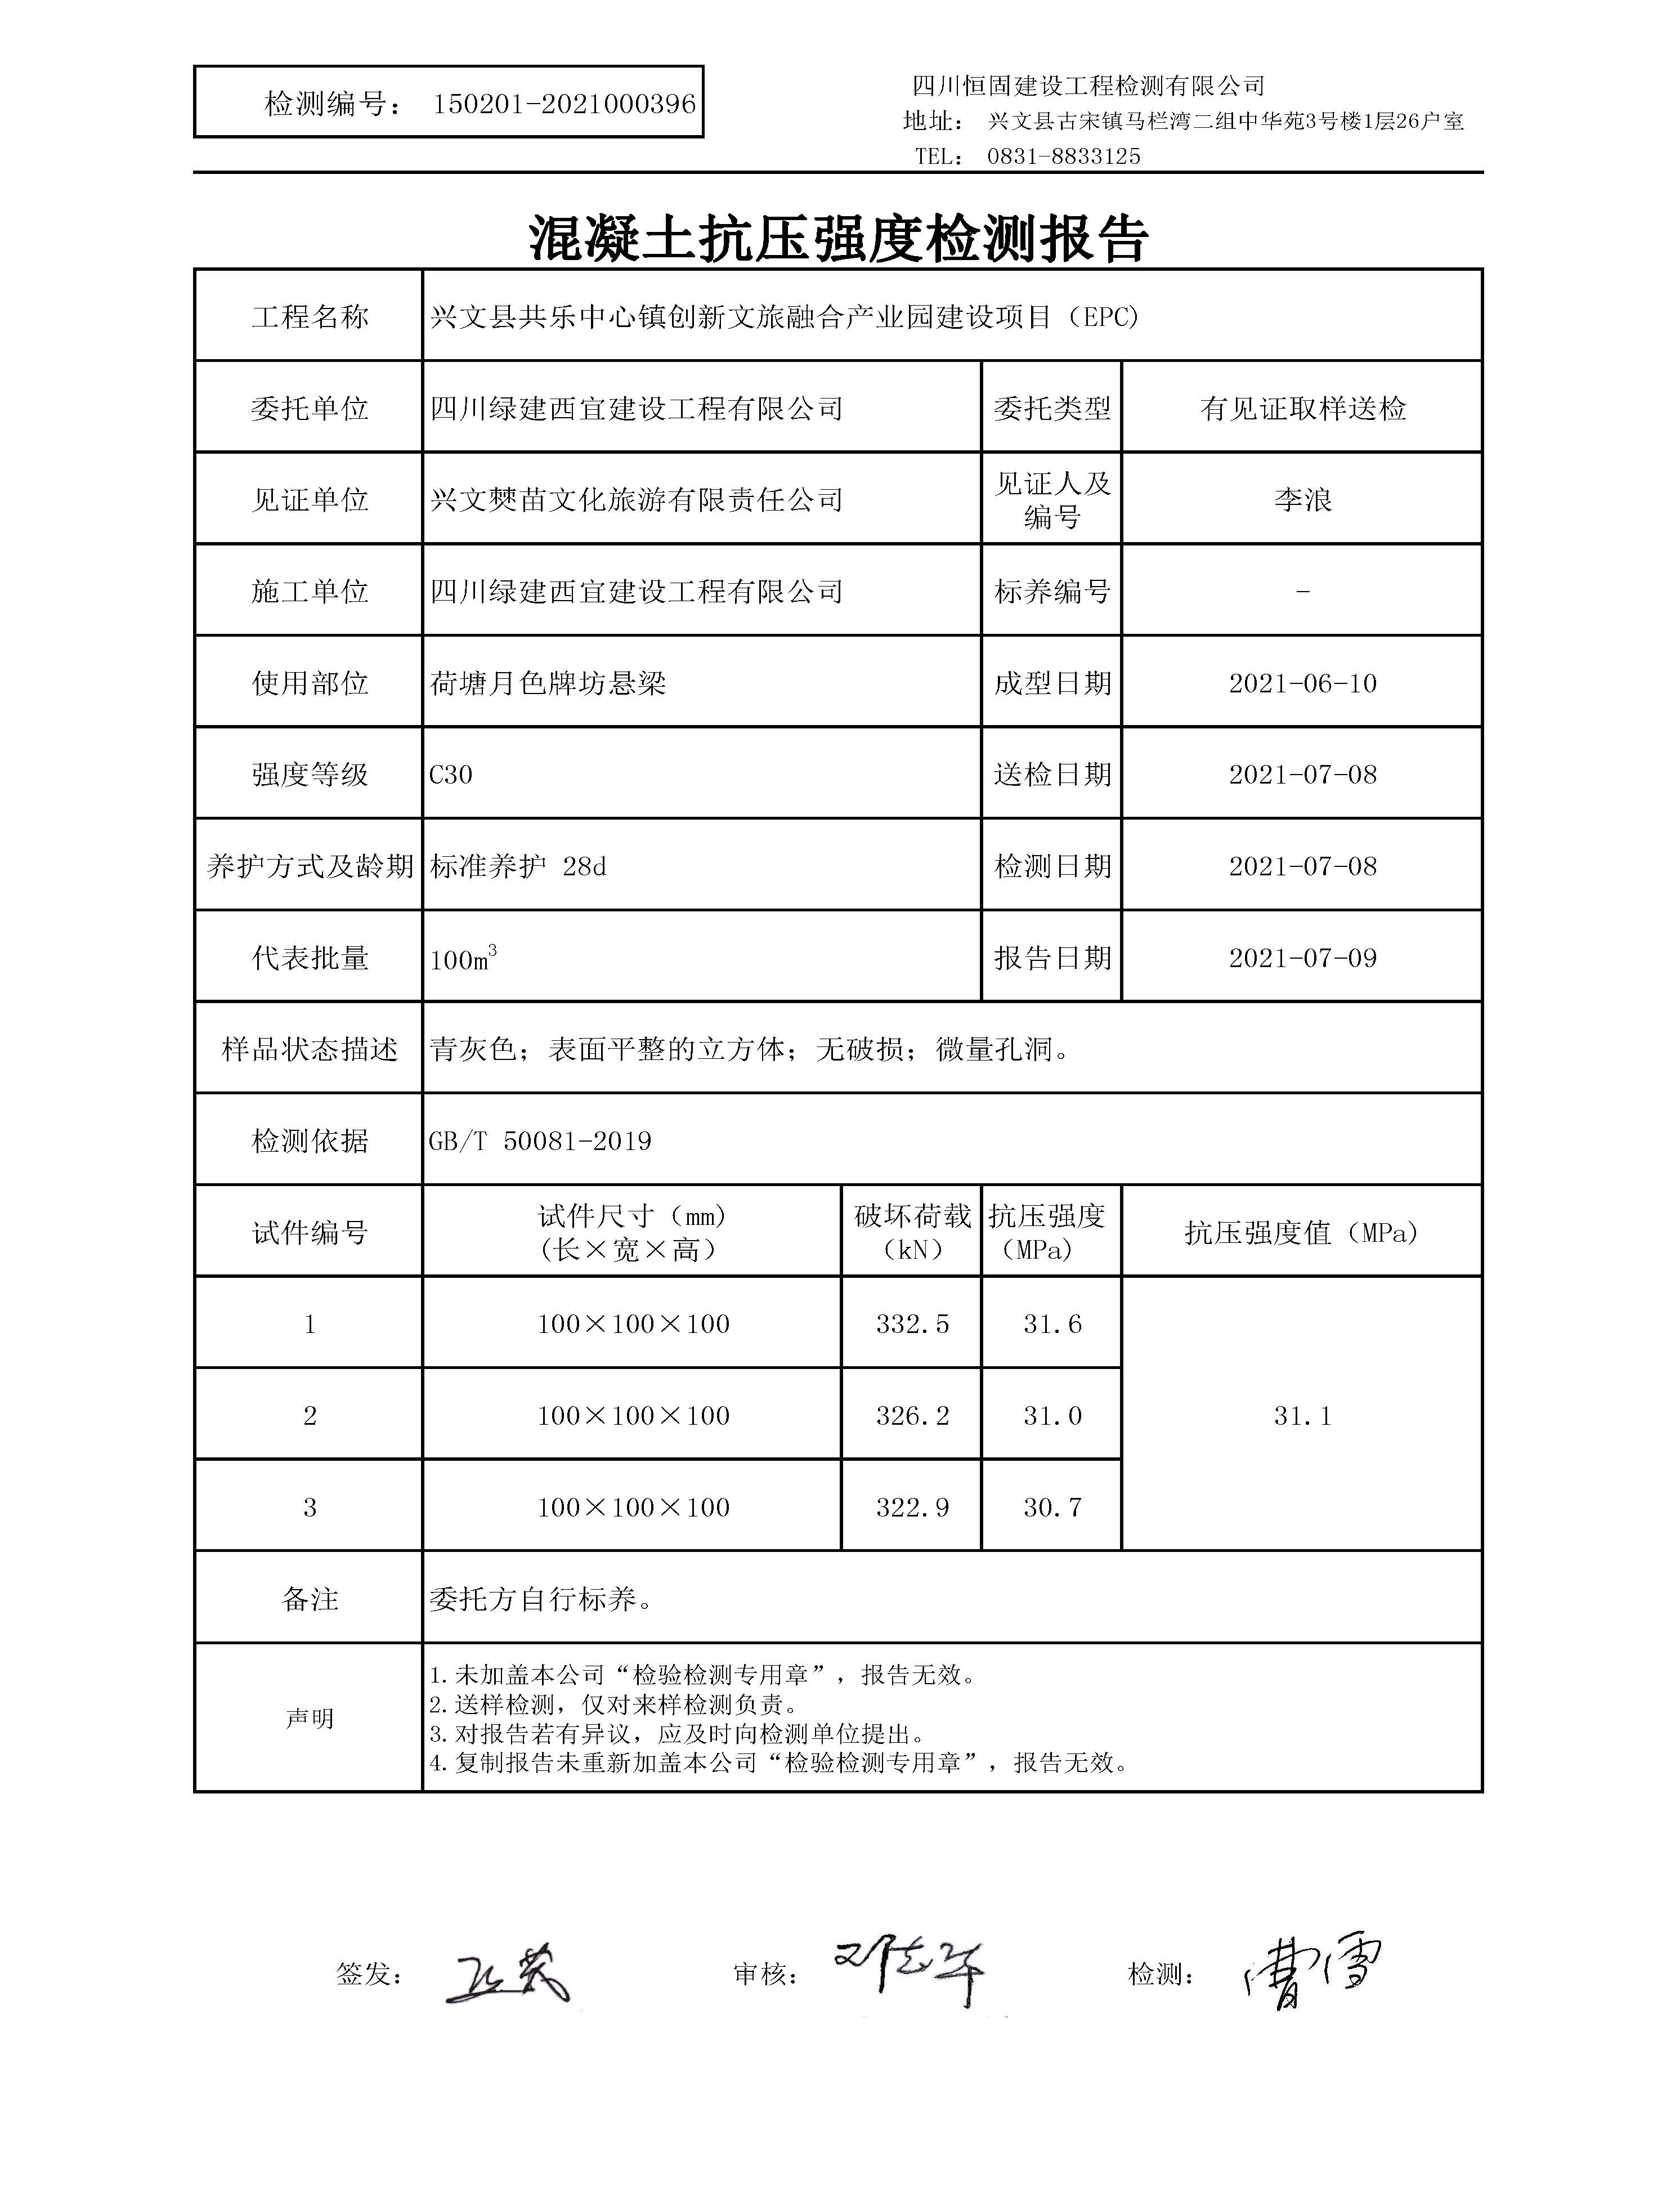 检测编号： 150201-2021000396
四川恒固建设工程检测有限公司
地址： 兴文县古宋镇马栏湾二组中华苑3号楼1层26户室
TEL： 0831-8833125
混凝土抗压强度检测报告
工程名称 兴文县共乐中心镇创新文旅融合产业园建设项目（EPC)
委托单位 四川绿建西宜建设工程有限公司 委托类型 有见证取样送检
见证单位 兴文僰苗文化旅游有限责任公司 见证人及编号 李浪
施工单位 四川绿建西宜建设工程有限公司 标养编号 -
使用部位 荷塘月色牌坊悬梁 成型日期 2021-06-10
强度等级 C30 送检日期 2021-07-08
养护方式及龄期 标准养护 28d 检测日期 2021-07-08
代表批量 100m³ 报告日期 2021-07-09
样品状态描述 青灰色；表面平整的立方体；无破损；微量孔洞。
检测依据 GB/T 50081-2019
试件编号 试件尺寸（mm) (长×宽×高） 破坏荷载（kN） 抗压强度（MPa） 抗压强度值（MPa）
1 100×100×100 332.5 31.6
2 100×100×100 326.2 31.0 31.1
3 100×100×100 322.9 30.7
备注 委托方自行标养。
声明
1.未加盖本公司“检验检测专用章”，报告无效。
2.送样检测，仅对来样检测负责。
3.对报告若有异议，应及时向检测单位提出。
4.复制报告未重新加盖本公司“检验检测专用章”，报告无效。
签发： 审核： 邓志华 检测： 曹雪